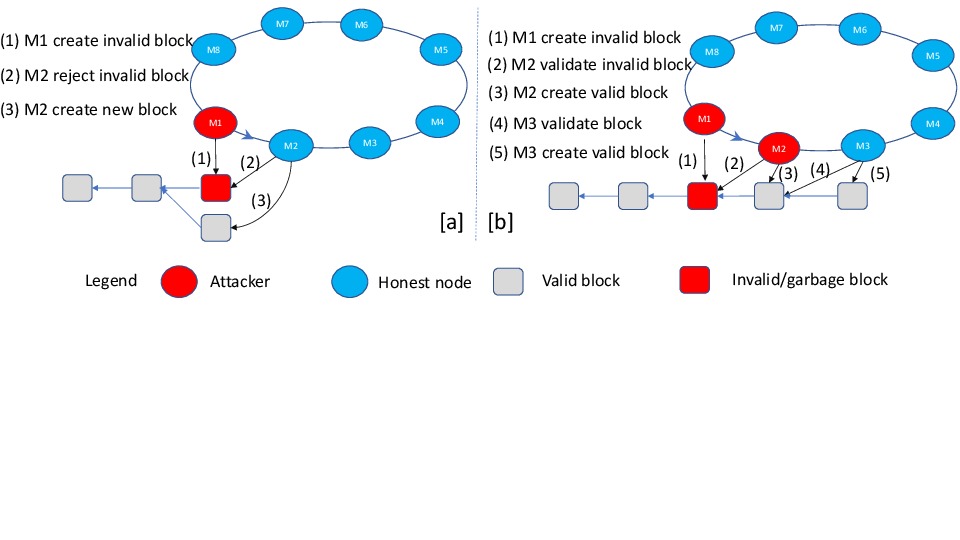 (1) M1 create invalid block
(2) M2 reject invalid block
(3) M2 create new block
M7
M6
M8
M5
M1
M4
M2
M3
(1)
(2)
(3)
[a]
(1) M1 create invalid block
(2) M2 validate invalid block
(3) M2 create valid block
(4) M3 validate block
(5) M3 create valid block
M7
M6
M8
M5
M1
M4
M2
M3
(1)
(2)
(3)
(4)
(5)
[b]
Legend
Attacker
Honest node
Valid block
Invalid/garbage block